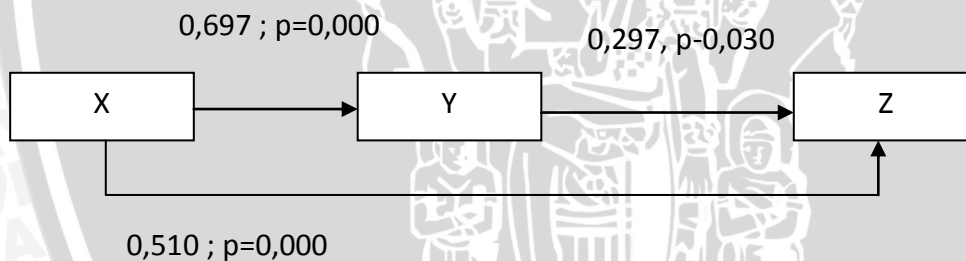 0,697 ; p=0,000
0,297, p-0,030
X
Y
Z
0,510 ; p=0,000